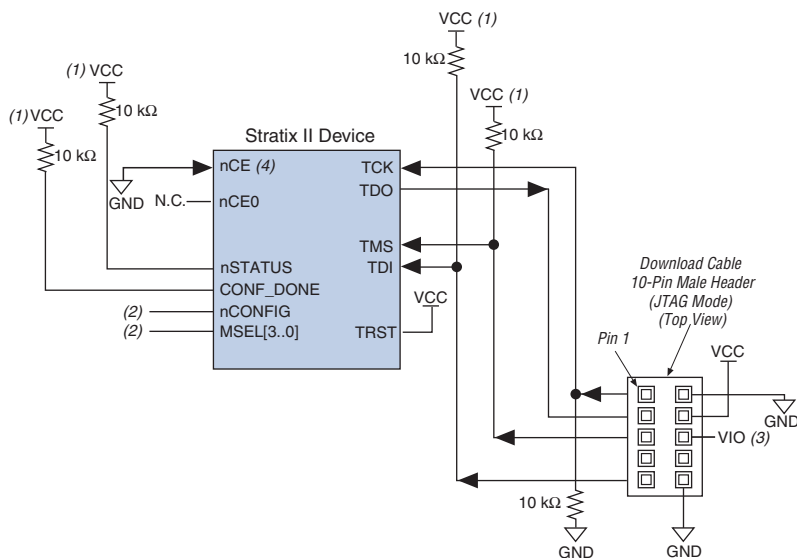 VCC (1)
10 kΩ
(1) VCC
10 kΩ
VCC (1)
10 kΩ
(1) VCC
10 kΩ
Stratix II Device
nCE (4)
GND
N.C.
nCE0
nSTATUS
CONF_DONE
(2)
nCONFIG
(2)
MSEL[3..0]
TCK
TDO
TMS
TDI
TRST
VCC
Download Cable
10-Pin Male Header
(JTAG Mode)
(Top View)
Pin 1
VCC
GND
VIO (3)
10 kΩ
GND
GND